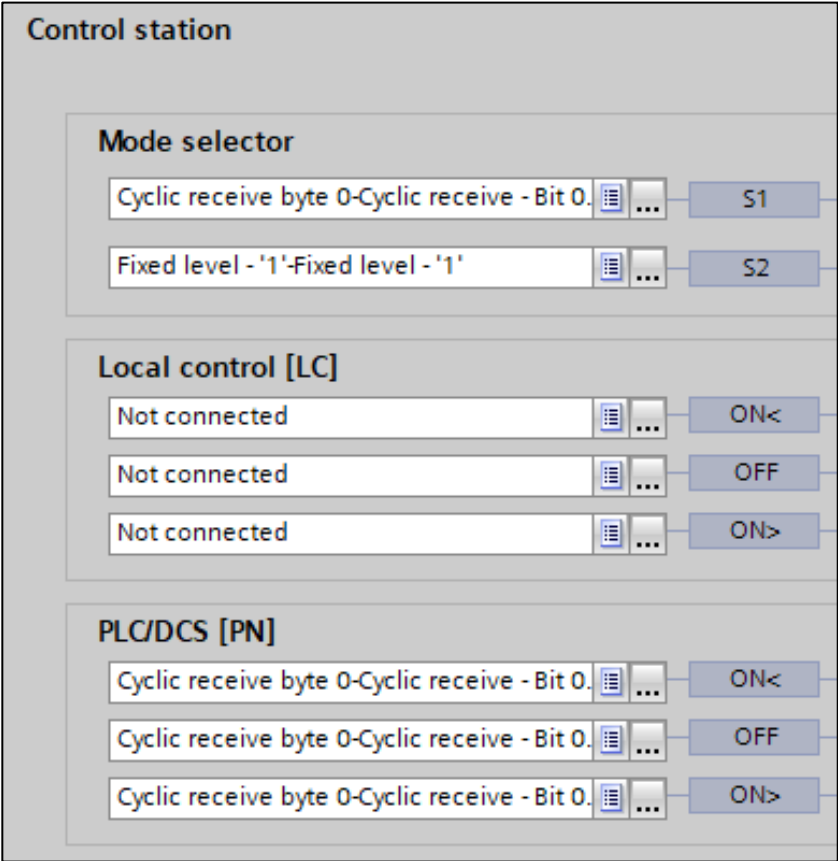 Control station
Mode selector
Cyclic receive byte 0-Cyclic receive - Bit 0. ... S1
Fixed level - '1'-Fixed level - '1' ... S2
Local control [LC]
Not connected ... ON<
Not connected ... OFF
Not connected ... ON>
PLC/DCS [PN]
Cyclic receive byte 0-Cyclic receive - Bit 0. ... ON<
Cyclic receive byte 0-Cyclic receive - Bit 0. ... OFF
Cyclic receive byte 0-Cyclic receive - Bit 0. ... ON>